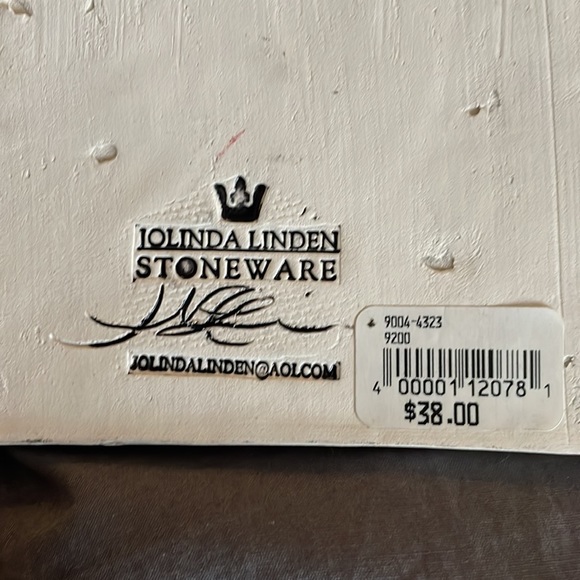 JOLINDA LINDEN
STONEWARE
JOLINDALINDEN@AOLCOM
9004-4323
9200
4 00001 12078 1
$38.00